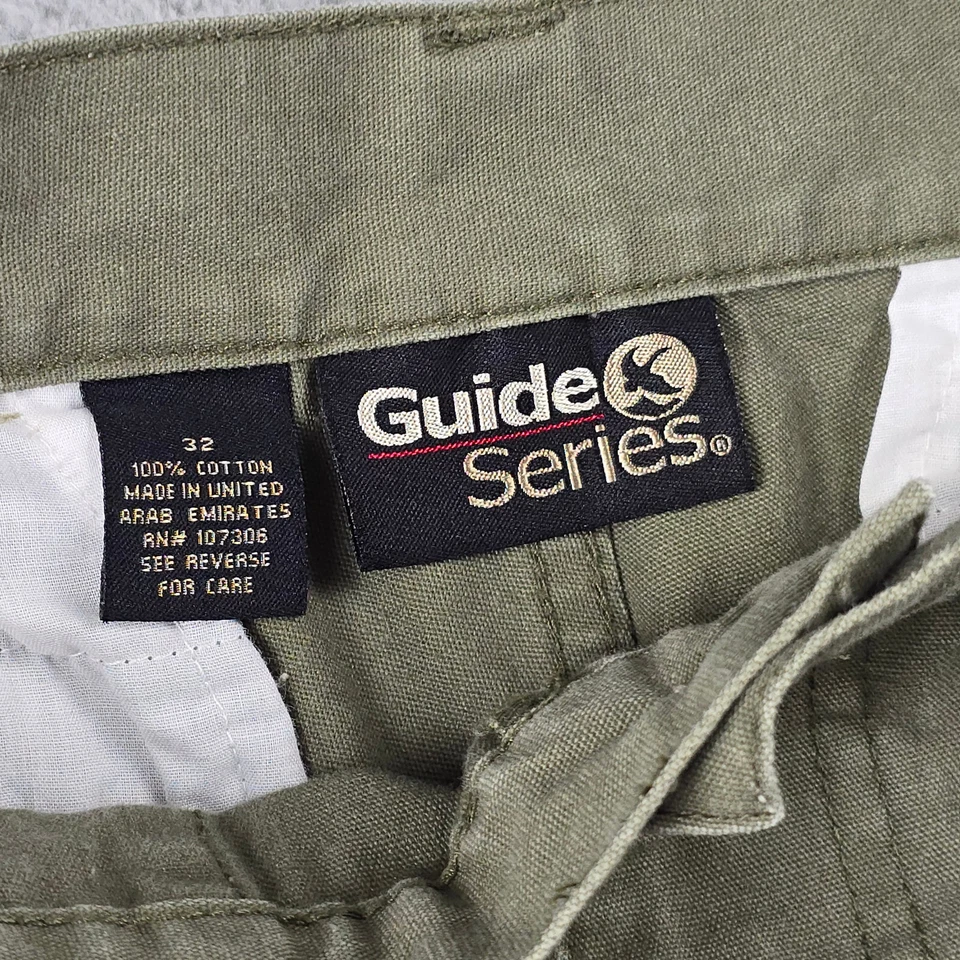 32
100% COTTON
MADE IN UNITED
ARAB EMIRATES
RN# 107306
SEE REVERSE
FOR CARE
Guide
Series®